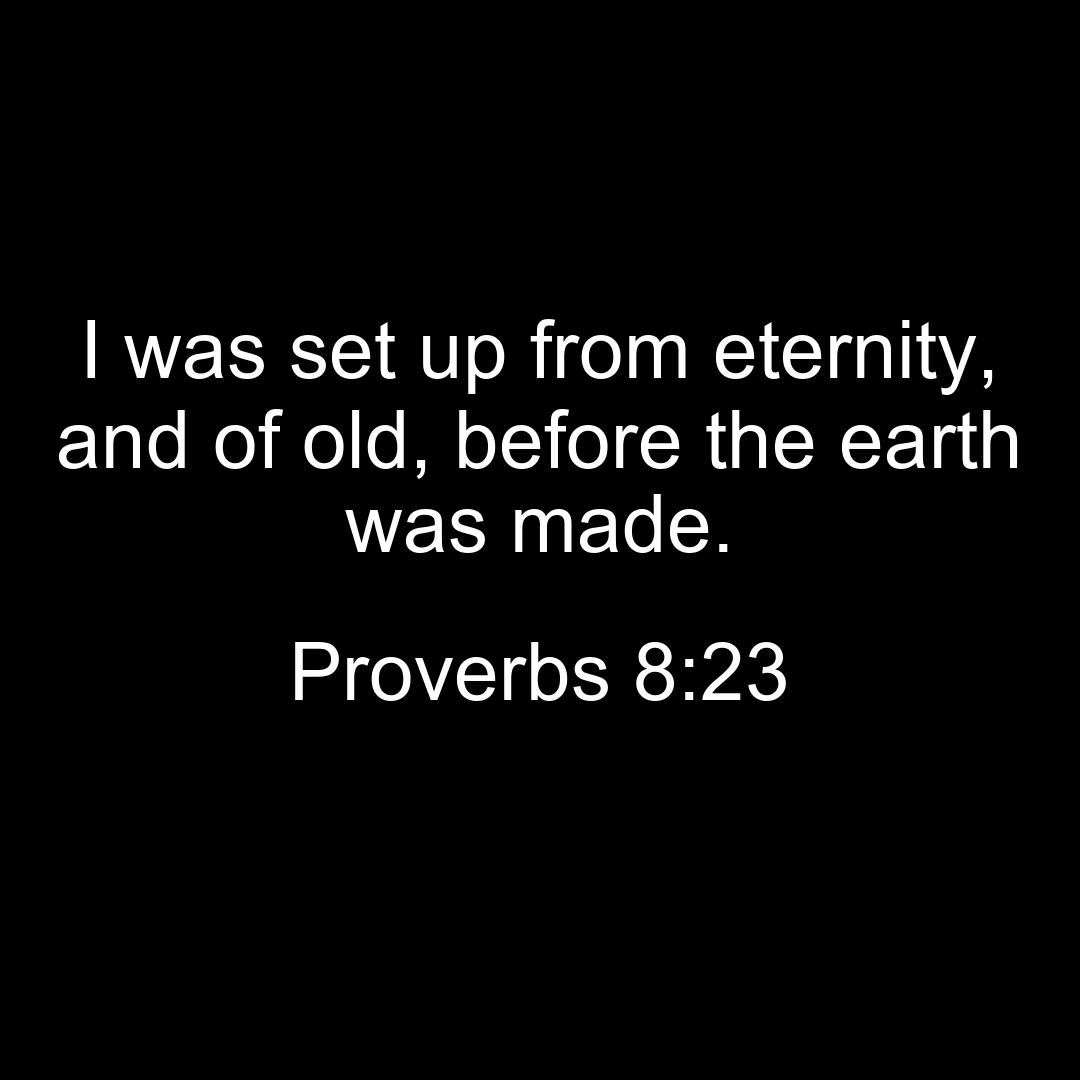 I was set up from eternity,
and of old, before the earth
was made.
Proverbs 8:23